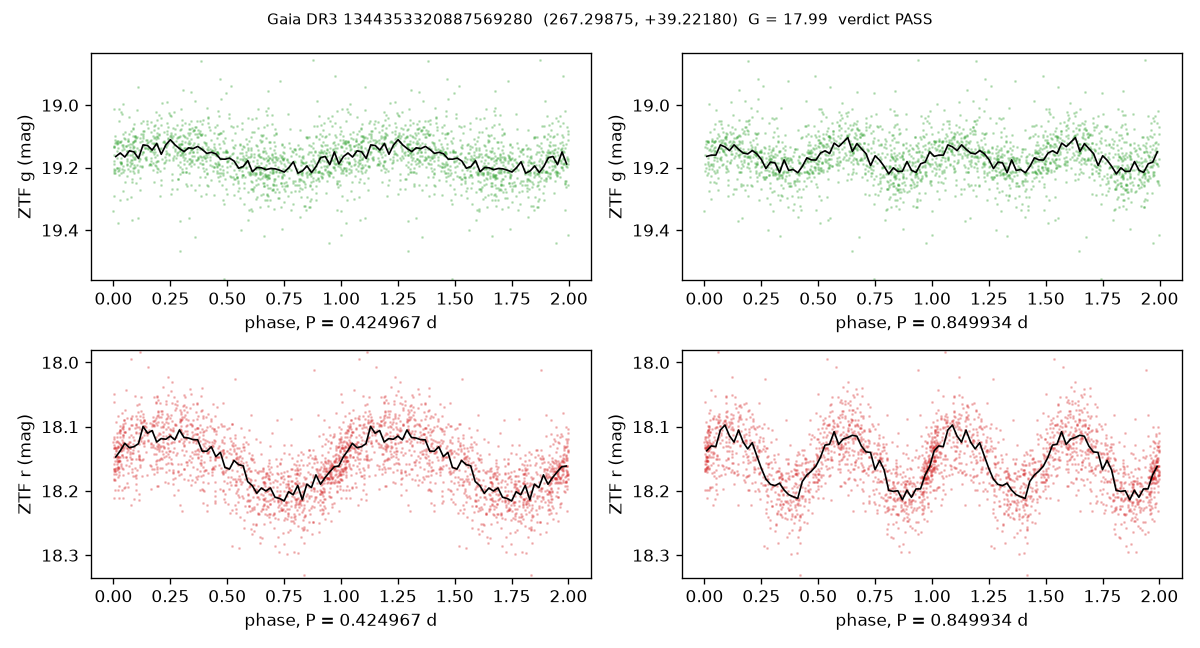 Gaia DR3 1344353320887569280  (267.29875, +39.22180)  G = 17.99  verdict PASS
ZTF g (mag)
19.0
19.2
19.4
0.00 0.25 0.50 0.75 1.00 1.25 1.50 1.75 2.00
phase, P = 0.424967 d
ZTF g (mag)
19.0
19.2
19.4
0.00 0.25 0.50 0.75 1.00 1.25 1.50 1.75 2.00
phase, P = 0.849934 d
ZTF r (mag)
18.0
18.1
18.2
18.3
0.00 0.25 0.50 0.75 1.00 1.25 1.50 1.75 2.00
phase, P = 0.424967 d
ZTF r (mag)
18.0
18.1
18.2
18.3
0.00 0.25 0.50 0.75 1.00 1.25 1.50 1.75 2.00
phase, P = 0.849934 d